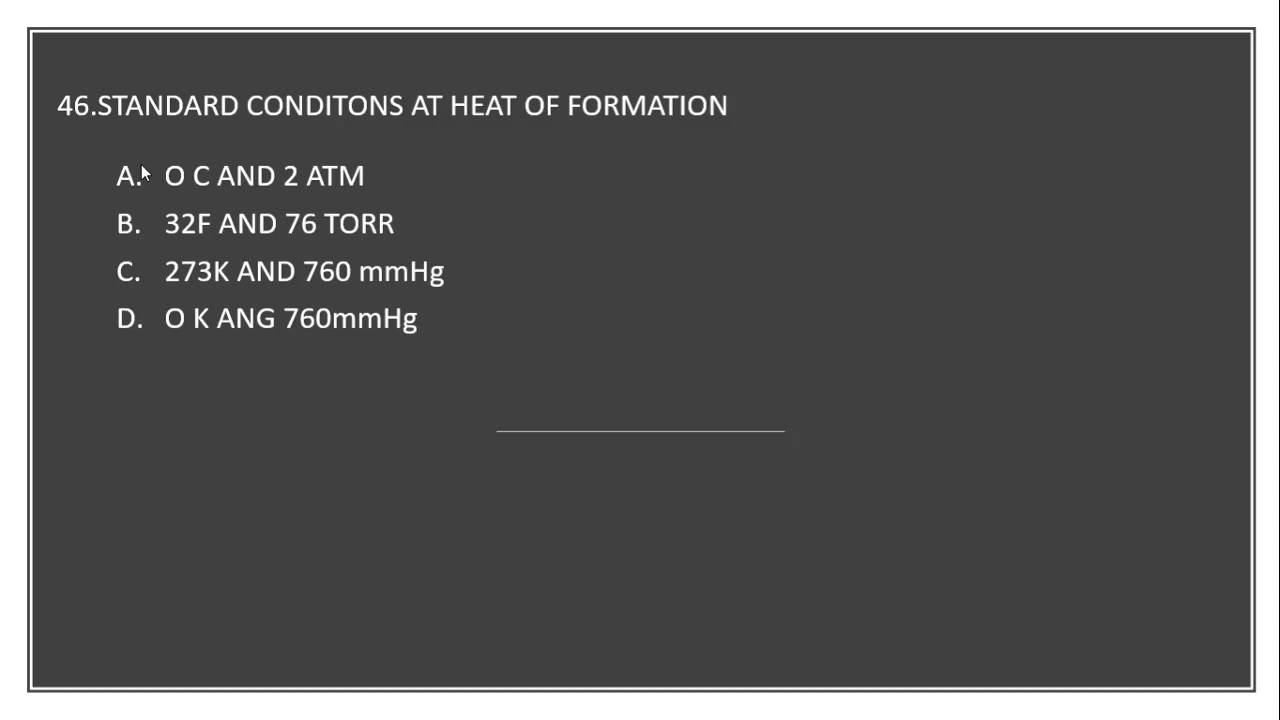 46.STANDARD CONDITONS AT HEAT OF FORMATION
A. O C AND 2 ATM
B. 32F AND 76 TORR
C. 273K AND 760 mmHg
D. O K ANG 760mmHg